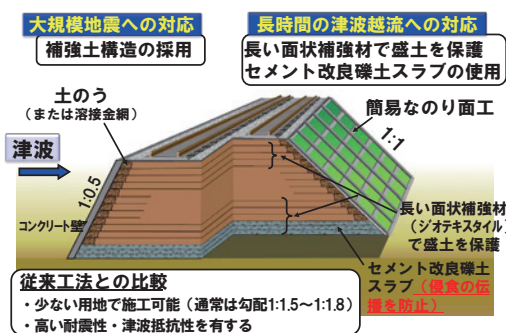 大規模地震への対応
補強土構造の採用
長時間の津波越流への対応
長い面状補強材で盛土を保護
セメント改良礫土スラブの使用
土のう
(または溶接金網)
簡易なのり面工
津波
1:0.5
1:1
コンクリート壁
長い面状補強材
(ジオテキスタイル)
で盛土を保護
セメント改良礫土
スラブ(侵食の伝
播を防止)
従来工法との比較
・少ない用地で施工可能(通常は勾配1:1.5～1:1.8)
・高い耐震性・津波抵抗性を有する